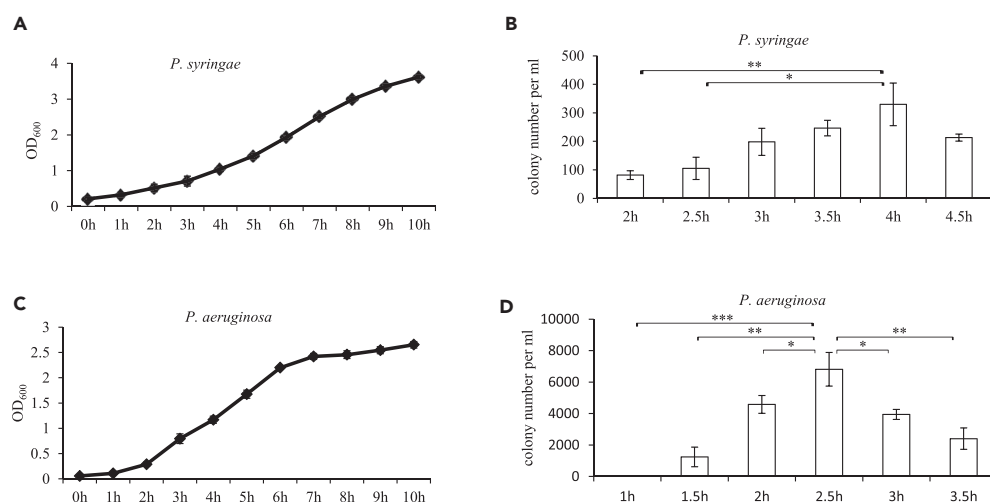 A
P. syringae
OD600
4
3
2
1
0
0h 1h 2h 3h 4h 5h 6h 7h 8h 9h 10h
B
P. syringae
colony number per ml
500
400
300
200
100
0
**
*
2h 2.5h 3h 3.5h 4h 4.5h
C
P. aeruginosa
OD600
3
2.5
2
1.5
1
0.5
0
0h 1h 2h 3h 4h 5h 6h 7h 8h 9h 10h
D
P. aeruginosa
colony number per ml
10000
8000
6000
4000
2000
0
***
** **
* *
1h 1.5h 2h 2.5h 3h 3.5h